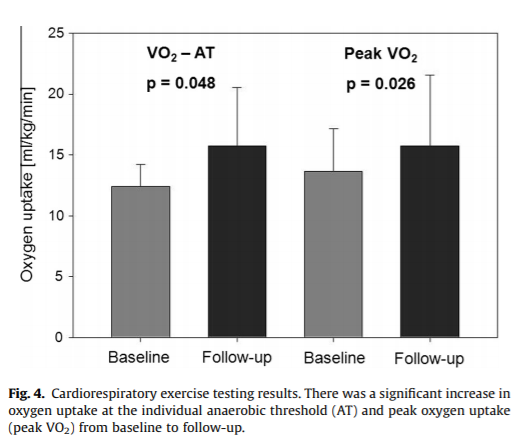 Oxygen uptake [ml/kg/min]
25
20
15
10
5
0
VO₂ – AT
p = 0.048
Peak VO₂
p = 0.026
Baseline
Follow-up
Baseline
Follow-up
Fig. 4. Cardiorespiratory exercise testing results. There was a significant increase in
oxygen uptake at the individual anaerobic threshold (AT) and peak oxygen uptake
(peak VO₂) from baseline to follow-up.